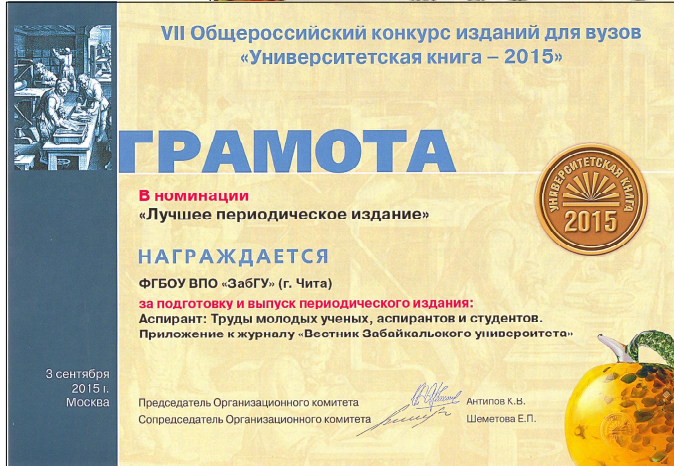 VII Общероссийский конкурс изданий для вузов
«Университетская книга – 2015»
ГРАМОТА
В номинации
«Лучшее периодическое издание»
УНИВЕРСИТЕТСКАЯ КНИГА
2015
НАГРАЖДАЕТСЯ
ФГБОУ ВПО «ЗабГУ» (г. Чита)
за подготовку и выпуск периодического издания:
Аспирант: Труды молодых ученых, аспирантов и студентов.
Приложение к журналу «Вестник Забайкальского университета»
3 сентября
2015 г.
Москва
Председатель Организационного комитета Антипов К.В.
Сопредседатель Организационного комитета Шеметова Е.П.